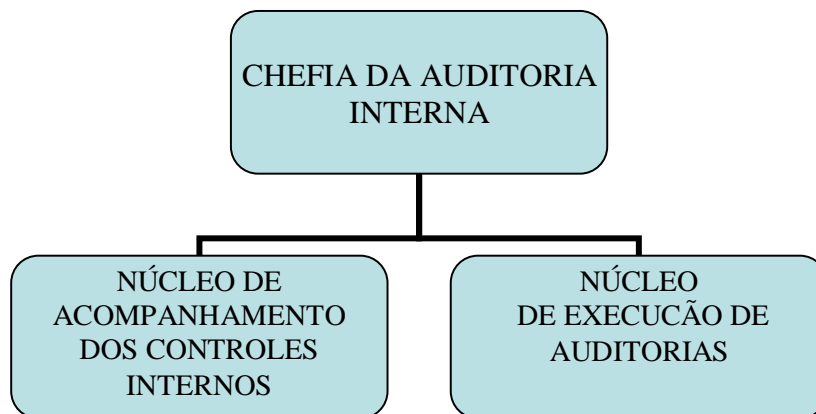 CHEFIA DA AUDITORIA
INTERNA
NÚCLEO DE
ACOMPANHAMENTO
DOS CONTROLES
INTERNOS
NÚCLEO
DE EXECUCÃO DE
AUDITORIAS